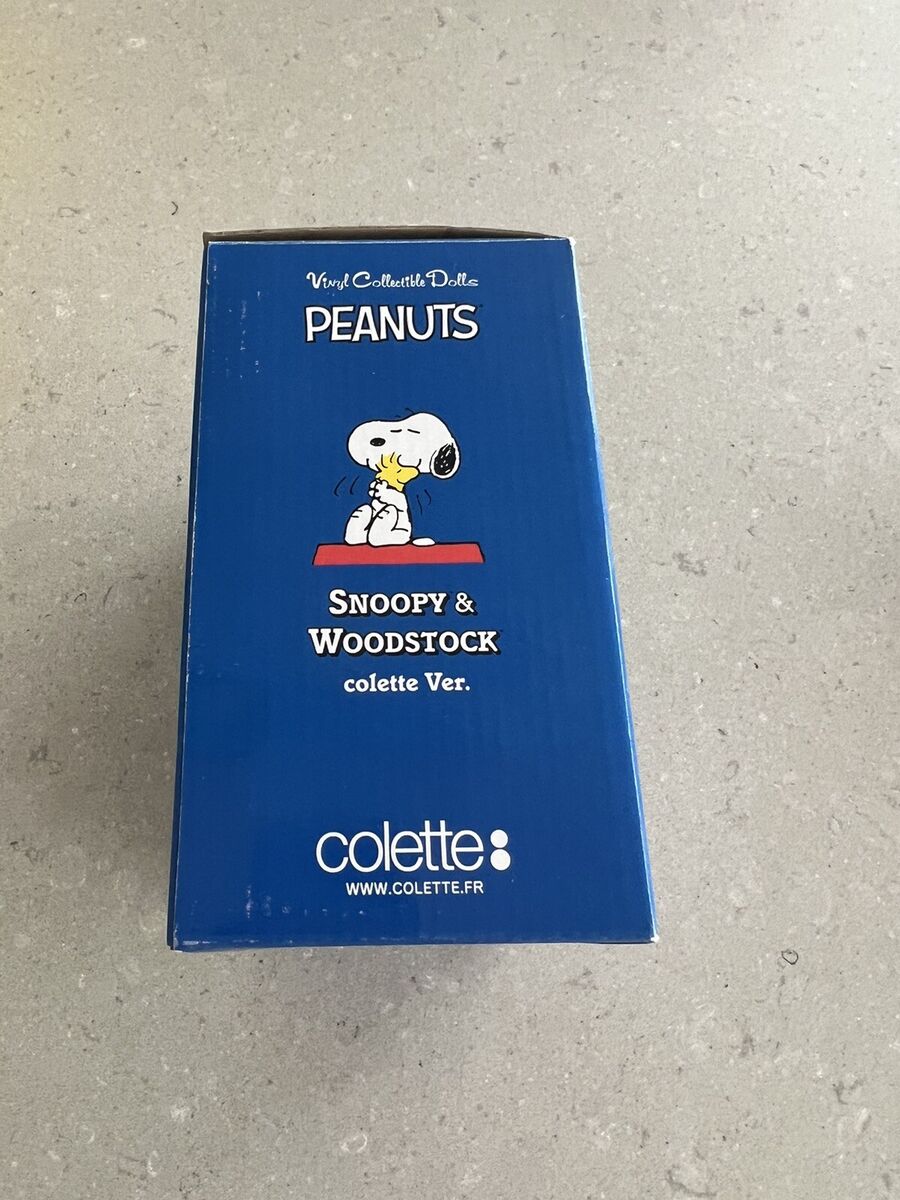 Vinyl Collectible Dolls
PEANUTS
SNOOPY &
WOODSTOCK
colette Ver.
colette:
WWW.COLETTE.FR